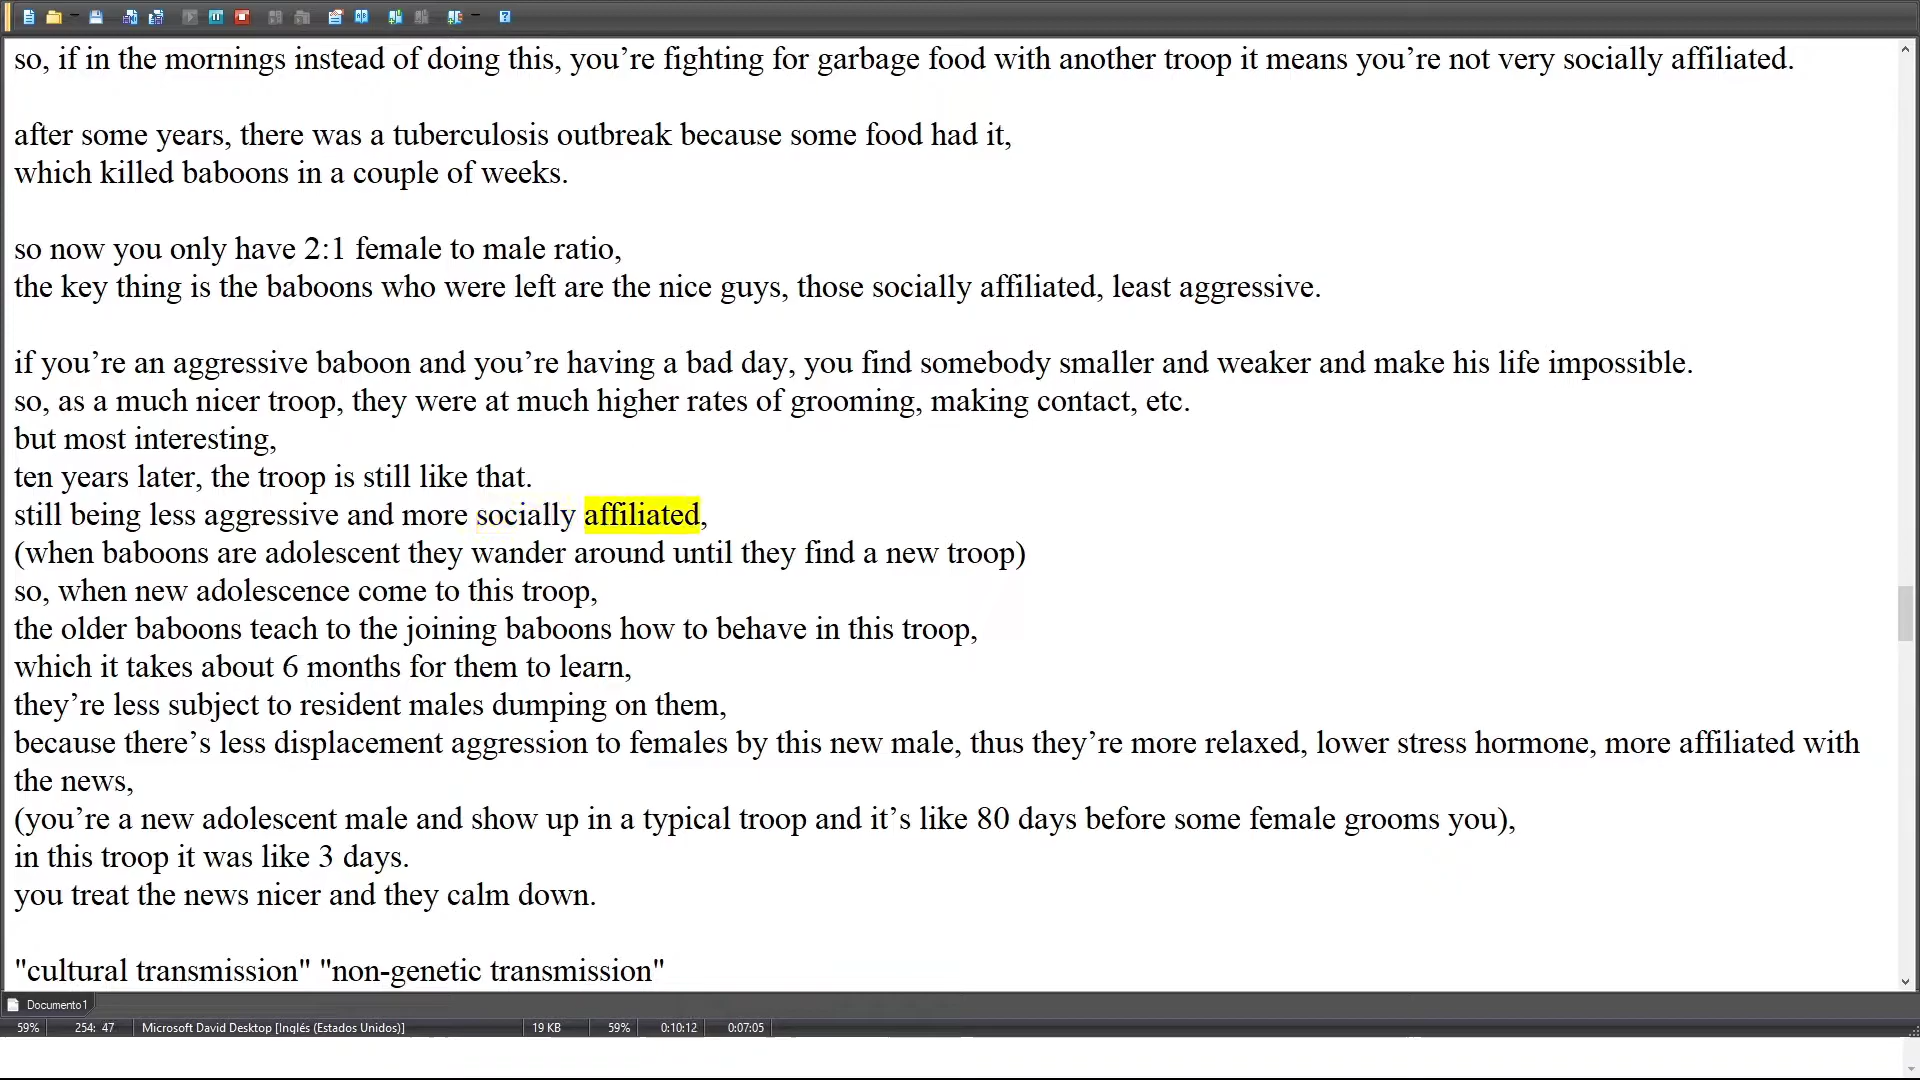 so, if in the mornings instead of doing this, you’re fighting for garbage food with another troop it means you’re not very socially affiliated.
after some years, there was a tuberculosis outbreak because some food had it,
which killed baboons in a couple of weeks.
so now you only have 2:1 female to male ratio,
the key thing is the baboons who were left are the nice guys, those socially affiliated, least aggressive.
if you’re an aggressive baboon and you’re having a bad day, you find somebody smaller and weaker and make his life impossible.
so, as a much nicer troop, they were at much higher rates of grooming, making contact, etc.
but most interesting,
ten years later, the troop is still like that.
still being less aggressive and more socially affiliated,
(when baboons are adolescent they wander around until they find a new troop)
so, when new adolescence come to this troop,
the older baboons teach to the joining baboons how to behave in this troop,
which it takes about 6 months for them to learn,
they’re less subject to resident males dumping on them,
because there’s less displacement aggression to females by this new male, thus they’re more relaxed, lower stress hormone, more affiliated with
the news,
(you’re a new adolescent male and show up in a typical troop and it’s like 80 days before some female grooms you),
in this troop it was like 3 days.
you treat the news nicer and they calm down.
"cultural transmission" "non-genetic transmission"
Documento1
59% 254: 47 Microsoft David Desktop [Inglés (Estados Unidos)] 19 KB 59% 0:10:12 0:07:05